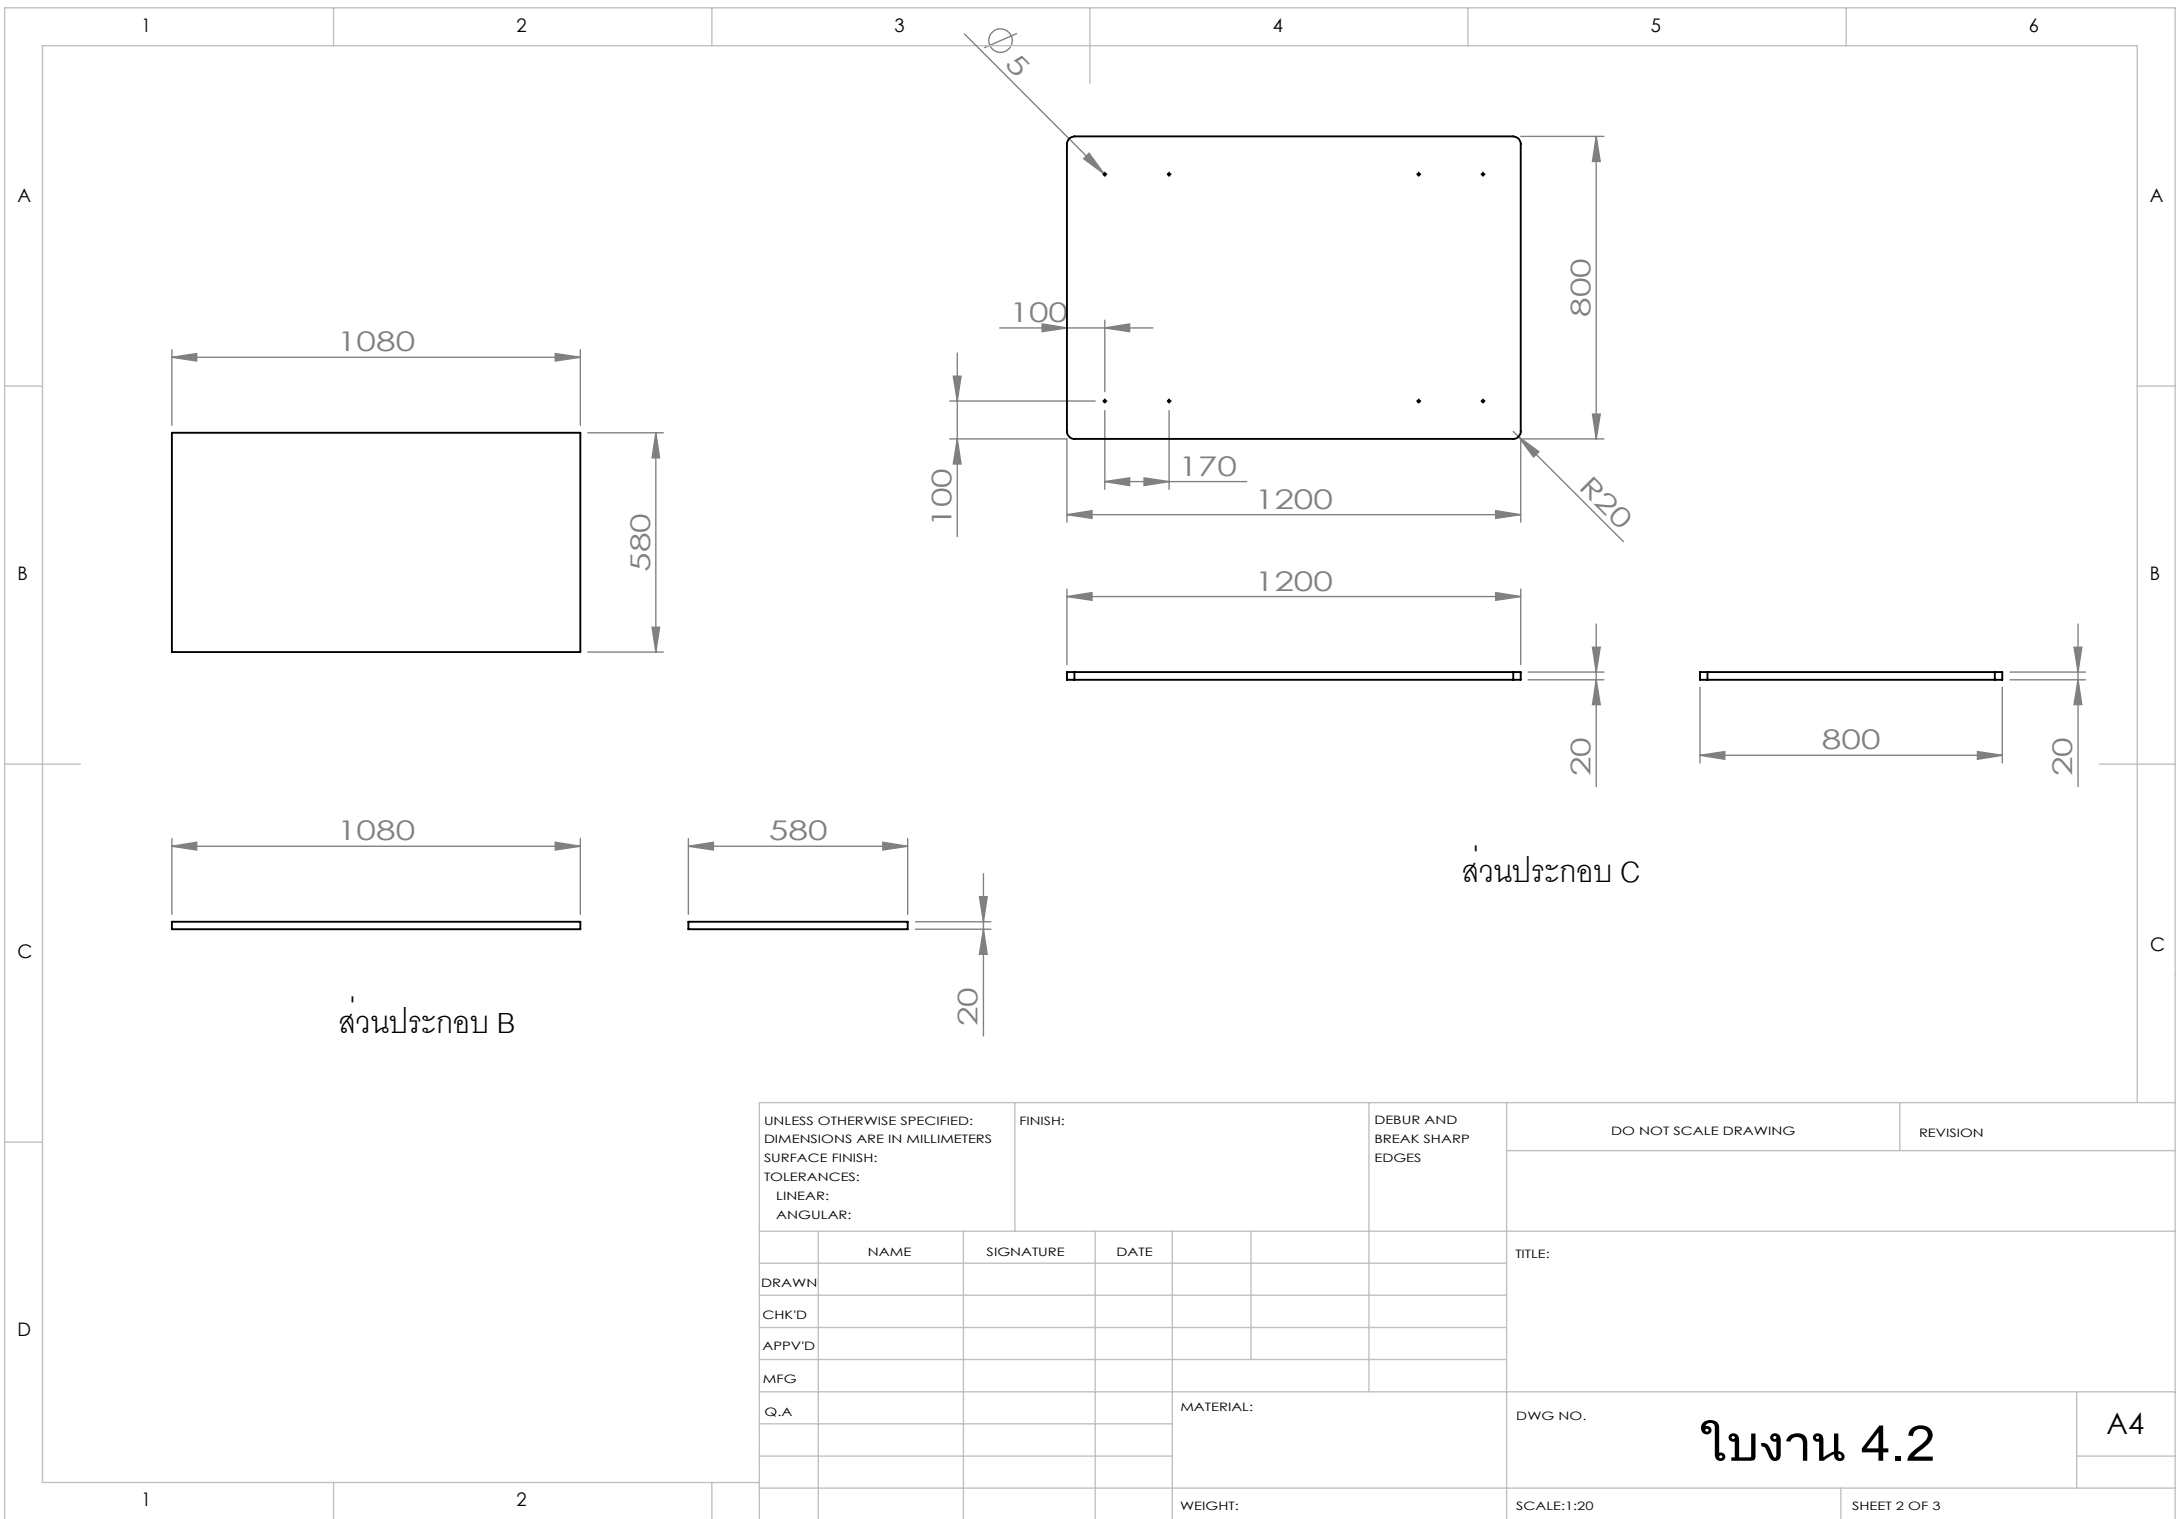 1 2 3 4 5 6
A A
B B
C C
D
Ø5
800
100
100
170
1200
R20
1200
20
800
20
ส่วนประกอบ C
1080
580
1080
580
20
ส่วนประกอบ B
UNLESS OTHERWISE SPECIFIED:
DIMENSIONS ARE IN MILLIMETERS
SURFACE FINISH:
TOLERANCES:
LINEAR:
ANGULAR:
FINISH:
DEBUR AND
BREAK SHARP
EDGES
DO NOT SCALE DRAWING
REVISION
NAME SIGNATURE DATE
DRAWN
CHK'D
APPV'D
MFG
Q.A
MATERIAL:
WEIGHT:
TITLE:
DWG NO.
ใบงาน 4.2
A4
SCALE:1:20
SHEET 2 OF 3
1 2